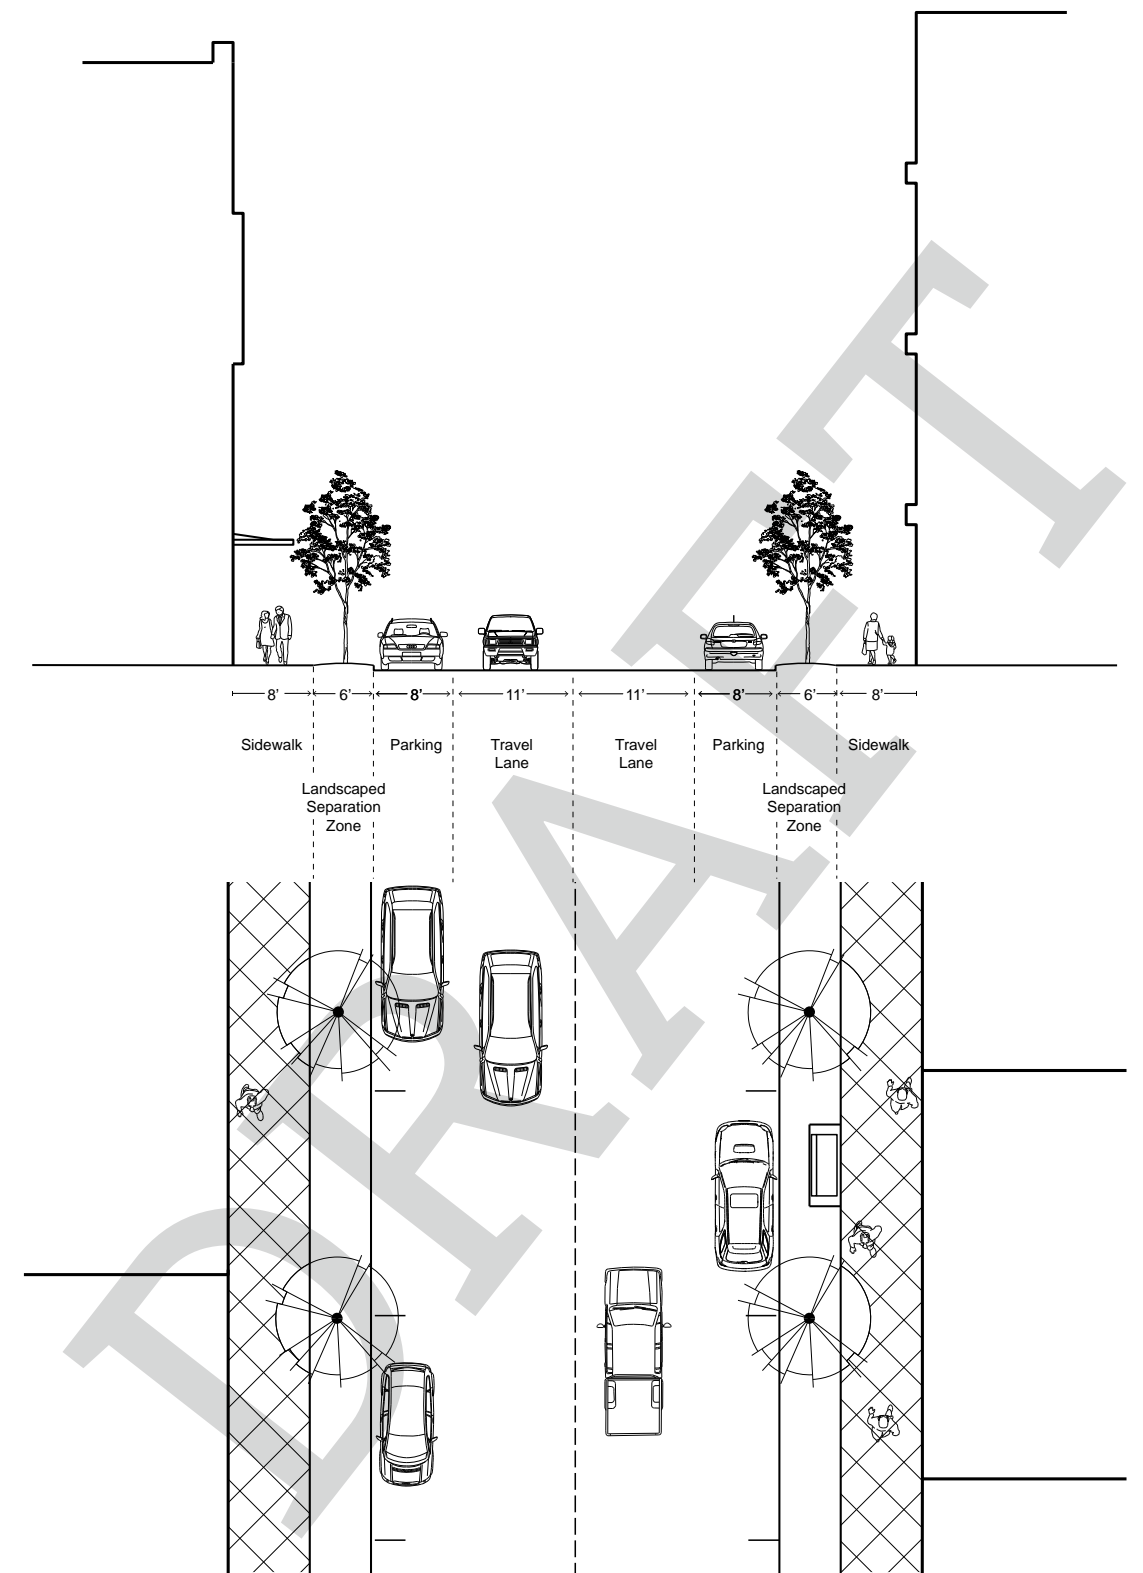 8’ 6’ 8’ 11’ 11’ 8’ 6’ 8’
Sidewalk Parking Travel Travel Parking Sidewalk
Lane Lane
Landscaped Landscaped
Separation Separation
Zone Zone
DRAFT